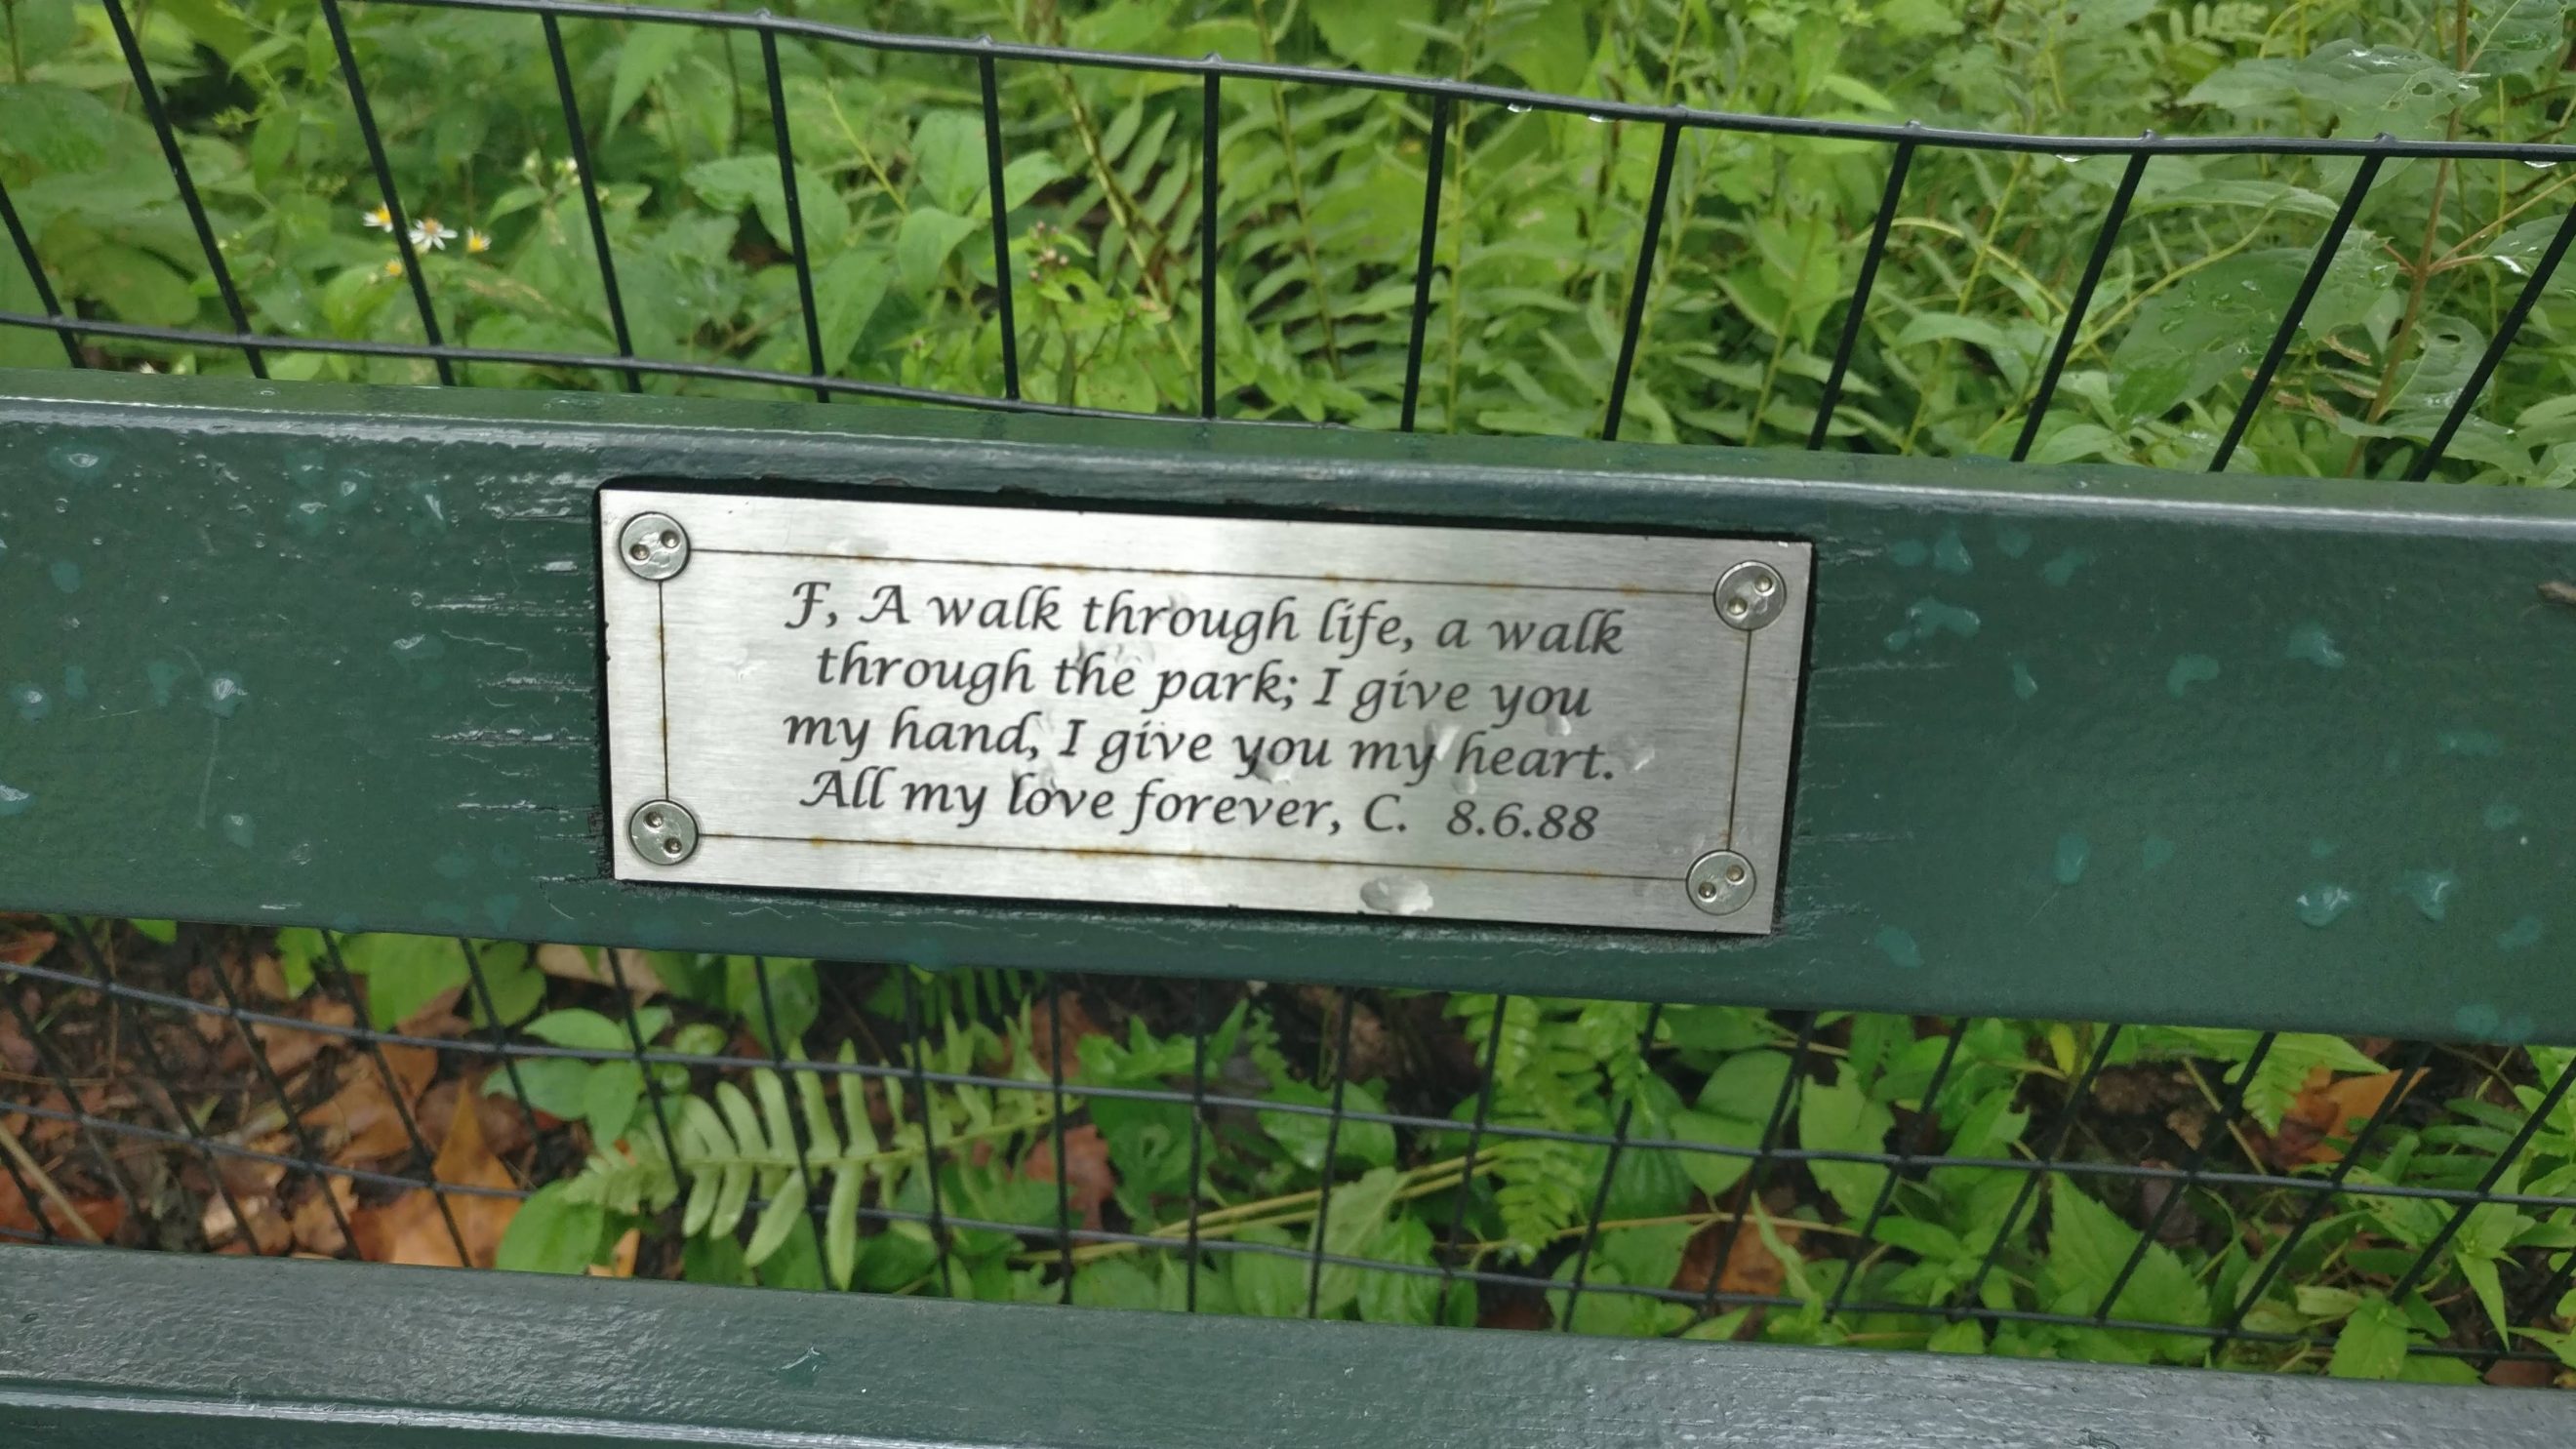 F, A walk through life, a walk
through the park; I give you
my hand, I give you my heart.
All my love forever, C. 8.6.88